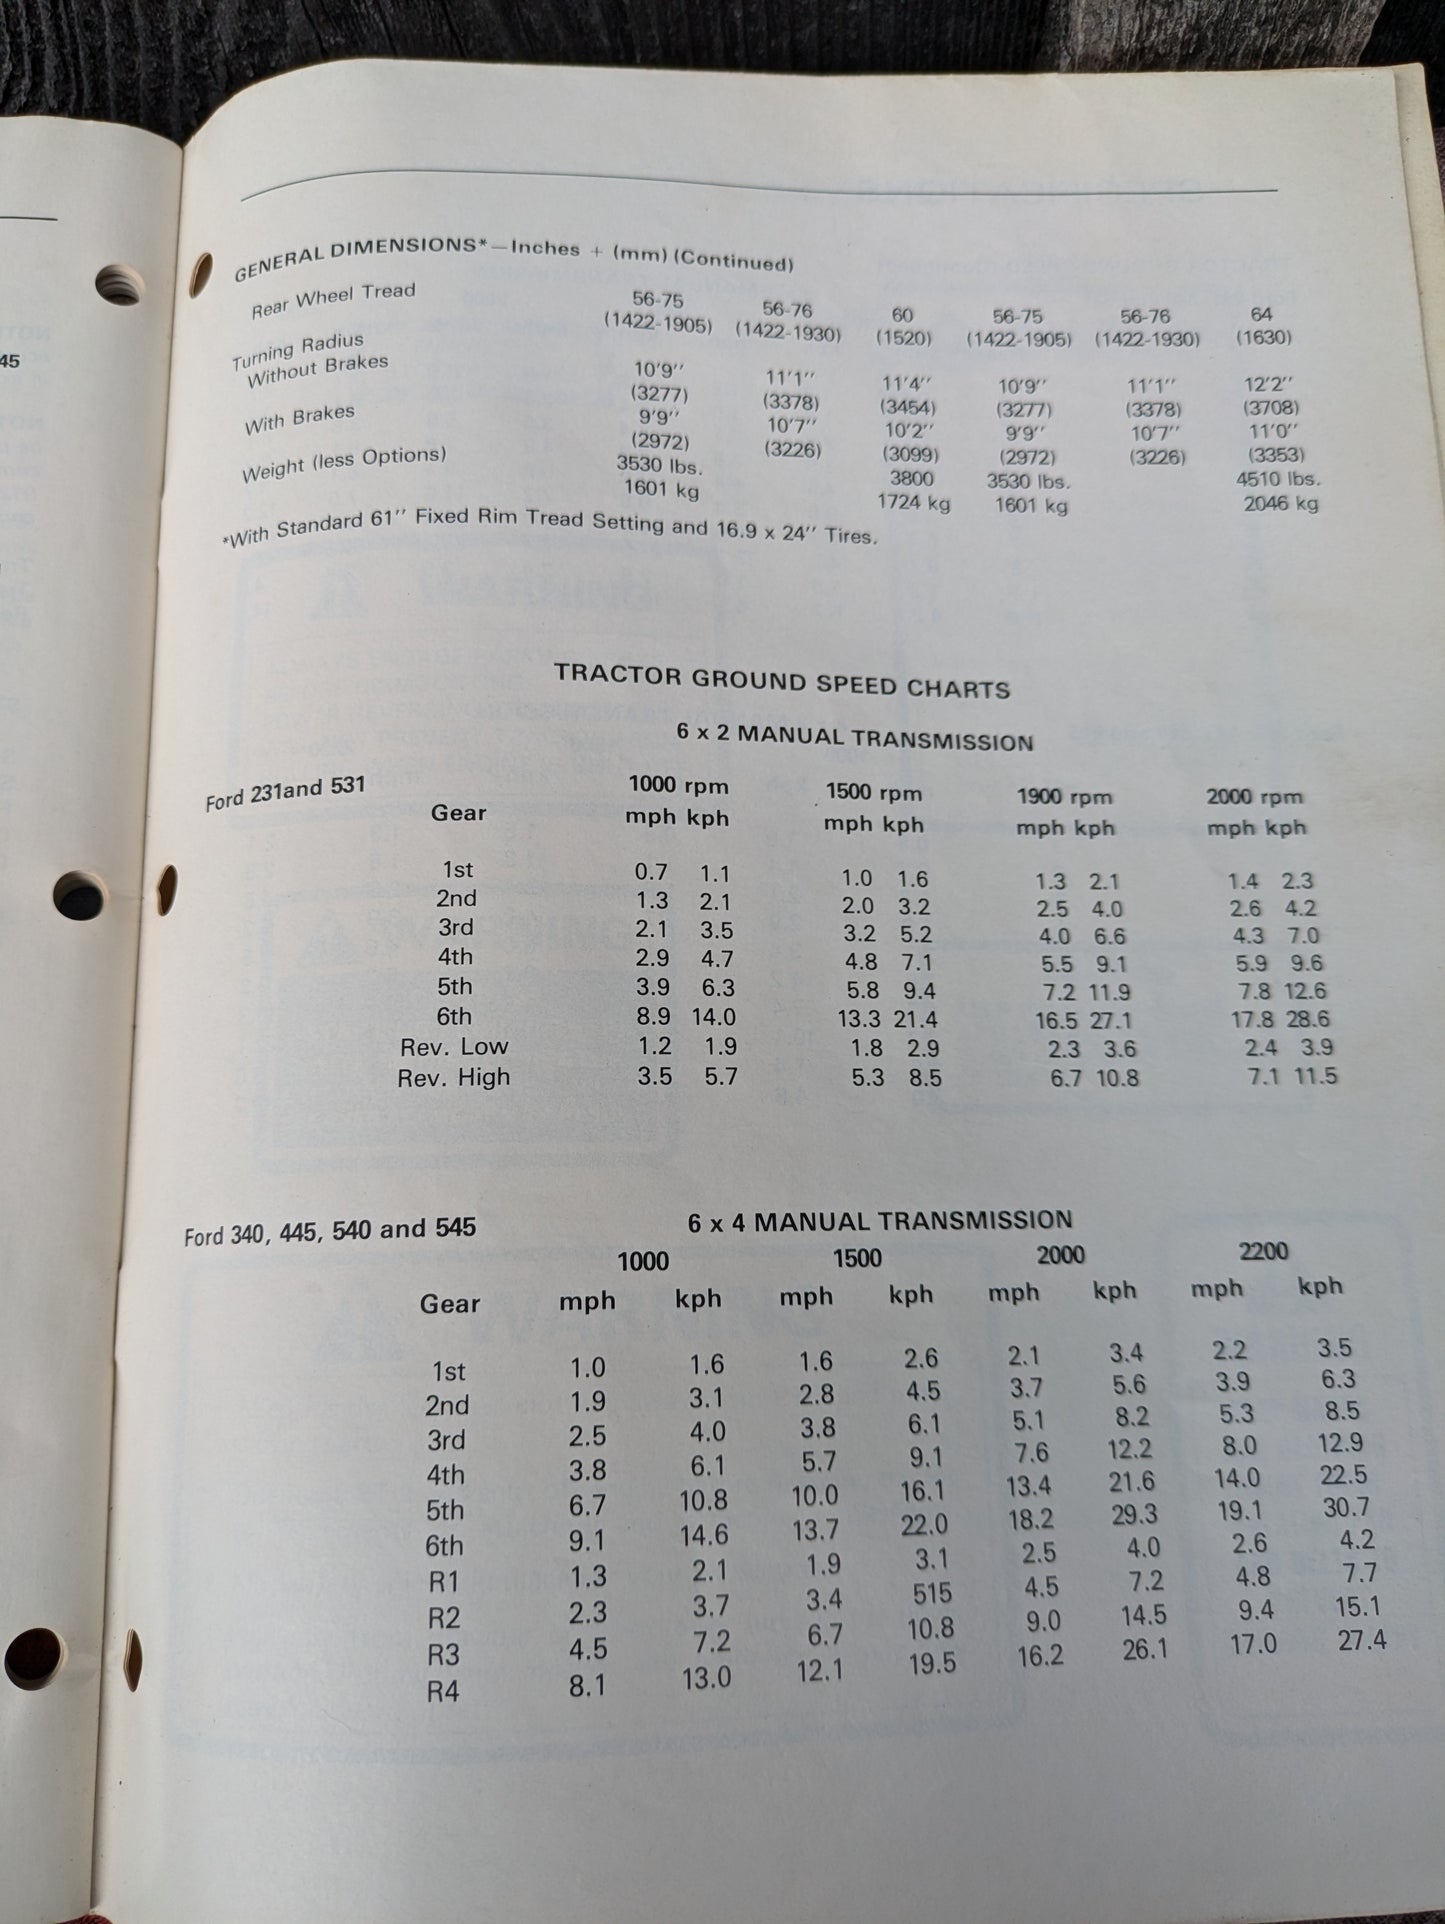 45
GENERAL DIMENSIONS*—Inches + (mm) (Continued)
Rear Wheel Tread 56-75 56-76 60 56-75 56-76 64
(1422-1905) (1422-1930) (1520) (1422-1905) (1422-1930) (1630)
Turning Radius
Without Brakes 10'9'' 11'1'' 11'4'' 10'9'' 11'1'' 12'2''
(3277) (3378) (3454) (3277) (3378) (3708)
With Brakes 9'9'' 10'7'' 10'2'' 9'9'' 10'7'' 11'0''
(2972) (3226) (3099) (2972) (3226) (3353)
Weight (less Options) 3530 lbs. 3800 3530 lbs. 4510 lbs.
1601 kg 1724 kg 1601 kg 2046 kg
*With Standard 61'' Fixed Rim Tread Setting and 16.9 x 24'' Tires.
TRACTOR GROUND SPEED CHARTS
6 x 2 MANUAL TRANSMISSION
Ford 231and 531 1000 rpm 1500 rpm 1900 rpm 2000 rpm
Gear mph kph mph kph mph kph mph kph
1st 0.7 1.1 1.0 1.6 1.3 2.1 1.4 2.3
2nd 1.3 2.1 2.0 3.2 2.5 4.0 2.6 4.2
3rd 2.1 3.5 3.2 5.2 4.0 6.6 4.3 7.0
4th 2.9 4.7 4.8 7.1 5.5 9.1 5.9 9.6
5th 3.9 6.3 5.8 9.4 7.2 11.9 7.8 12.6
6th 8.9 14.0 13.3 21.4 16.5 27.1 17.8 28.6
Rev. Low 1.2 1.9 1.8 2.9 2.3 3.6 2.4 3.9
Rev. High 3.5 5.7 5.3 8.5 6.7 10.8 7.1 11.5
Ford 340, 445, 540 and 545 6 x 4 MANUAL TRANSMISSION
1000 1500 2000 2200
Gear mph kph mph kph mph kph mph kph
1st 1.0 1.6 1.6 2.6 2.1 3.4 2.2 3.5
2nd 1.9 3.1 2.8 4.5 3.7 5.6 3.9 6.3
3rd 2.5 4.0 3.8 6.1 5.1 8.2 5.3 8.5
4th 3.8 6.1 5.7 9.1 7.6 12.2 8.0 12.9
5th 6.7 10.8 10.0 16.1 13.4 21.6 14.0 22.5
6th 9.1 14.6 13.7 22.0 18.2 29.3 19.1 30.7
R1 1.3 2.1 1.9 3.1 2.5 4.0 2.6 4.2
R2 2.3 3.7 3.4 515 4.5 7.2 4.8 7.7
R3 4.5 7.2 6.7 10.8 9.0 14.5 9.4 15.1
R4 8.1 13.0 12.1 19.5 16.2 26.1 17.0 27.4